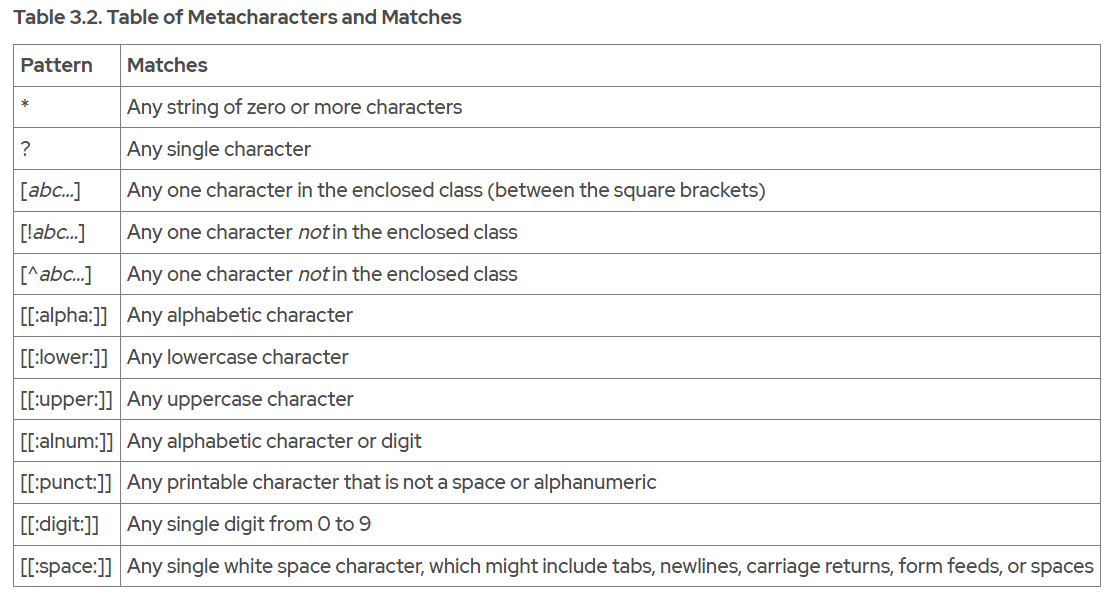 Table 3.2. Table of Metacharacters and Matches
Pattern Matches
* Any string of zero or more characters
? Any single character
[abc...] Any one character in the enclosed class (between the square brackets)
[!abc...] Any one character not in the enclosed class
[^abc...] Any one character not in the enclosed class
[[:alpha:]] Any alphabetic character
[[:lower:]] Any lowercase character
[[:upper:]] Any uppercase character
[[:alnum:]] Any alphabetic character or digit
[[:punct:]] Any printable character that is not a space or alphanumeric
[[:digit:]] Any single digit from 0 to 9
[[:space:]] Any single white space character, which might include tabs, newlines, carriage returns, form feeds, or spaces